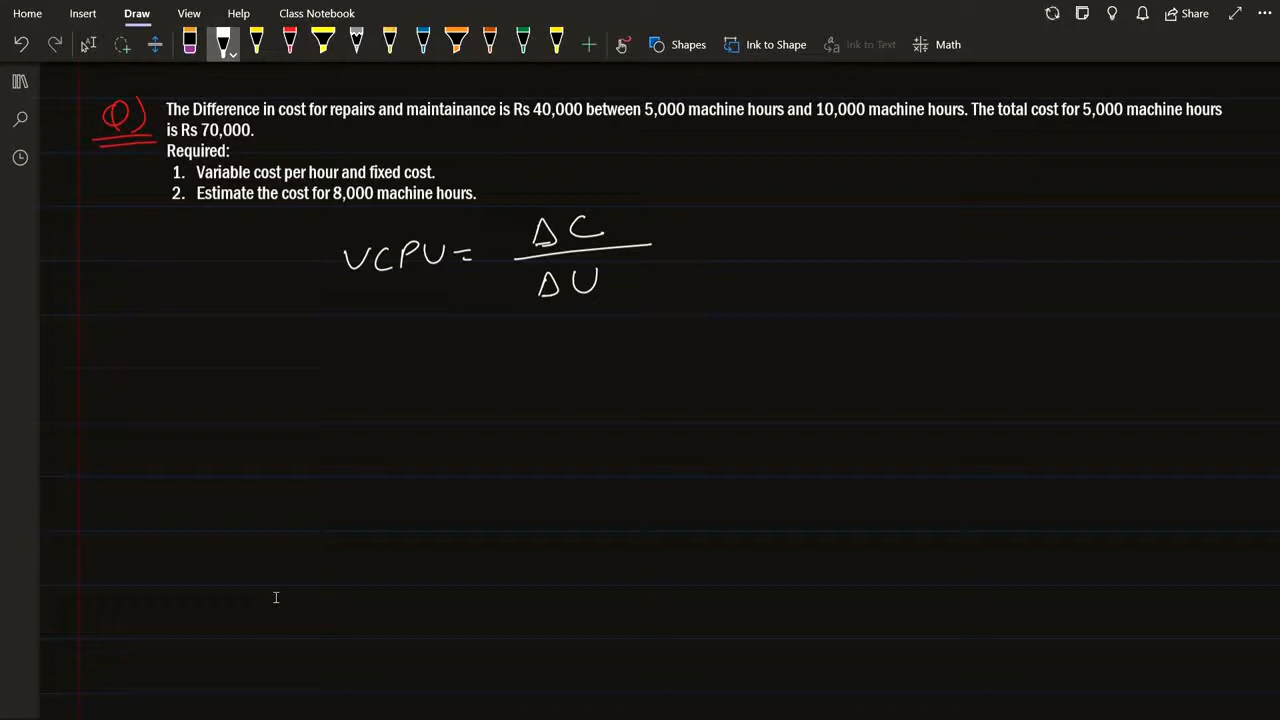 Home Insert Draw View Help Class Notebook Share
Shapes Ink to Shape Ink to Text Math
Q) The Difference in cost for repairs and maintainance is Rs 40,000 between 5,000 machine hours and 10,000 machine hours. The total cost for 5,000 machine hours
is Rs 70,000.
Required:
1. Variable cost per hour and fixed cost.
2. Estimate the cost for 8,000 machine hours.
VCPU = ΔC
ΔU